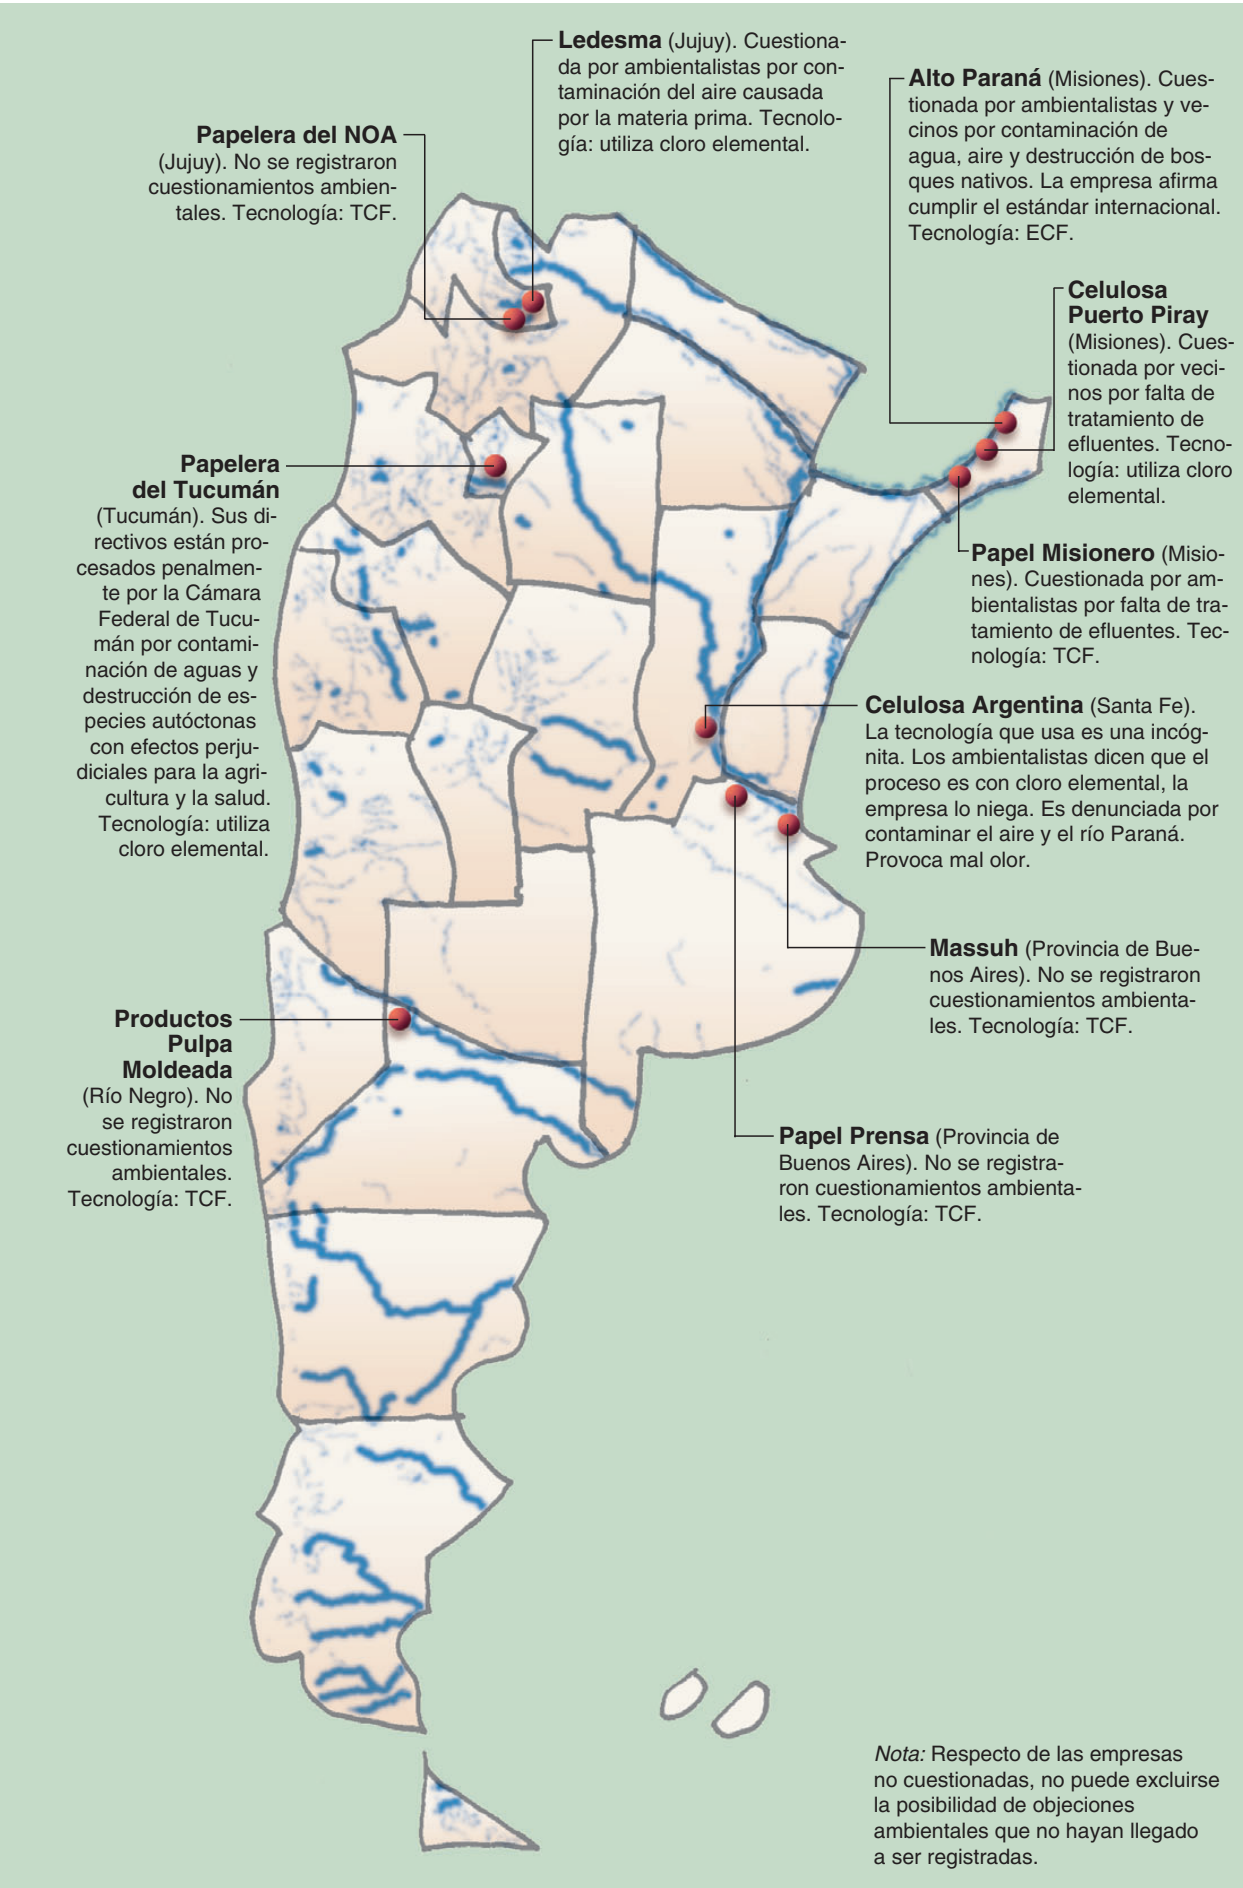 Ledesma (Jujuy). Cuestiona-
da por ambientalistas por con-
taminación del aire causada
por la materia prima. Tecnolo-
gía: utiliza cloro elemental.
Alto Paraná (Misiones). Cues-
tionada por ambientalistas y ve-
cinos por contaminación de
agua, aire y destrucción de bos-
ques nativos. La empresa afirma
cumplir el estándar internacional.
Tecnología: ECF.
Papelera del NOA
(Jujuy). No se registraron
cuestionamientos ambien-
tales. Tecnología: TCF.
Celulosa
Puerto Piray
(Misiones). Cues-
tionada por veci-
nos por falta de
tratamiento de
efluentes. Tecno-
logía: utiliza cloro
elemental.
Papelera
del Tucumán
(Tucumán). Sus di-
rectivos están pro-
cesados penalmen-
te por la Cámara
Federal de Tucu-
mán por contami-
nación de aguas y
destrucción de es-
pecies autóctonas
con efectos perju-
diciales para la agri-
cultura y la salud.
Tecnología: utiliza
cloro elemental.
Papel Misionero (Misio-
nes). Cuestionada por am-
bientalistas por falta de tra-
tamiento de efluentes. Tec-
nología: TCF.
Celulosa Argentina (Santa Fe).
La tecnología que usa es una incóg-
nita. Los ambientalistas dicen que el
proceso es con cloro elemental, la
empresa lo niega. Es denunciada por
contaminar el aire y el río Paraná.
Provoca mal olor.
Massuh (Provincia de Bue-
nos Aires). No se registraron
cuestionamientos ambienta-
les. Tecnología: TCF.
Productos
Pulpa
Moldeada
(Río Negro). No
se registraron
cuestionamientos
ambientales.
Tecnología: TCF.
Papel Prensa (Provincia de
Buenos Aires). No se registra-
ron cuestionamientos ambienta-
les. Tecnología: TCF.
Nota: Respecto de las empresas
no cuestionadas, no puede excluirse
la posibilidad de objeciones
ambientales que no hayan llegado
a ser registradas.